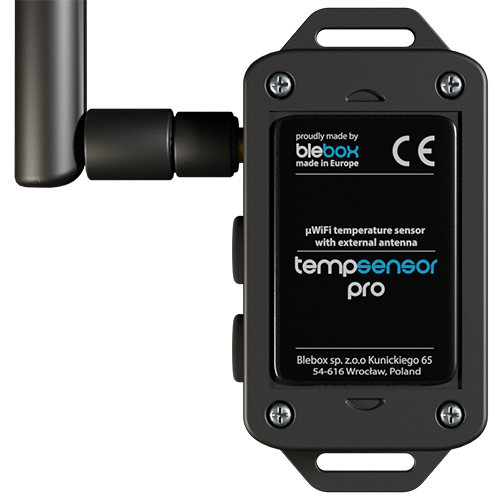 proudly made by
blebox
made in Europe
CE
µWiFi temperature sensor
with external antenna
tempsensor
pro
Blebox sp. z.o.o Kunickiego 65
54-616 Wrocław, Poland